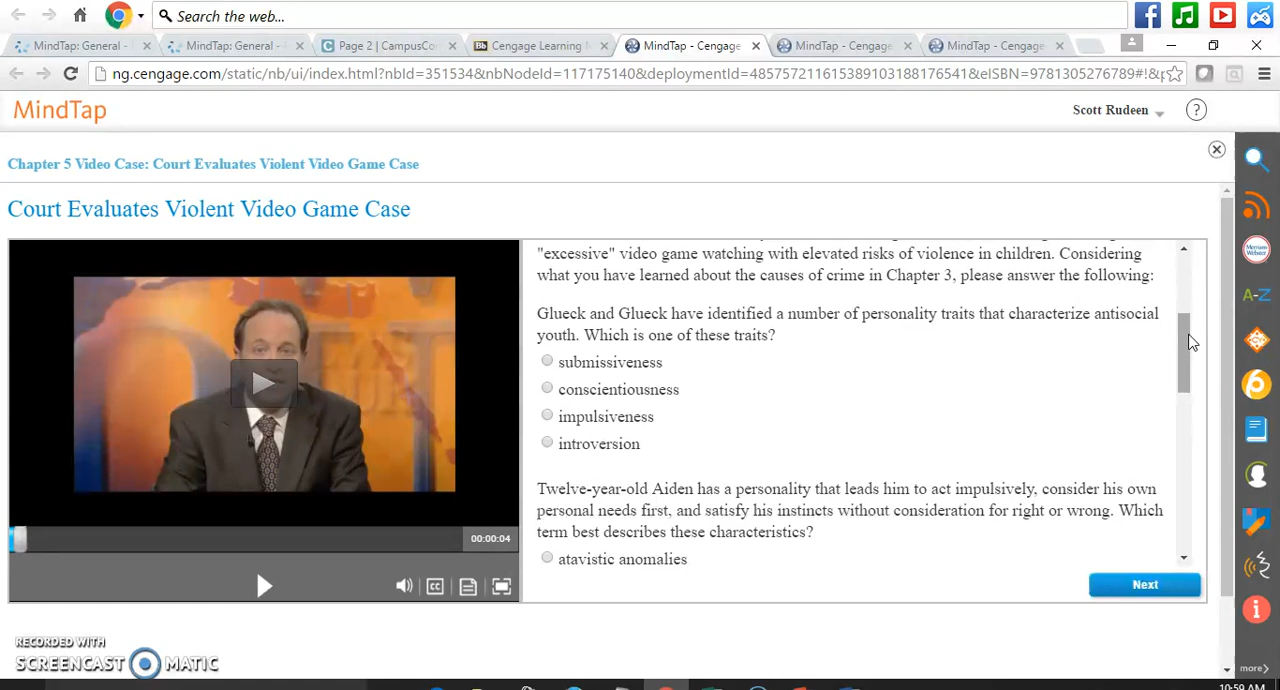 Search the web...
MindTap: General -
MindTap: General -
Page 2 | CampusCo
Cengage Learning
MindTap - Cengage
MindTap - Cengage
MindTap - Cengage
ng.cengage.com/static/nb/ui/index.html?nbId=351534&nbNodeId=117175140&deploymentId=48575721161538910318817654​1&eISBN=9781305276789#!&
MindTap
Scott Rudeen
?
Chapter 5 Video Case: Court Evaluates Violent Video Game Case
Court Evaluates Violent Video Game Case
"excessive" video game watching with elevated risks of violence in children. Considering
what you have learned about the causes of crime in Chapter 3, please answer the following:
Glueck and Glueck have identified a number of personality traits that characterize antisocial
youth. Which is one of these traits?
submissiveness
conscientiousness
impulsiveness
introversion
Twelve-year-old Aiden has a personality that leads him to act impulsively, consider his own
personal needs first, and satisfy his instincts without consideration for right or wrong. Which
term best describes these characteristics?
atavistic anomalies
00:00:04
CC
Next
Merriam-
Webster
A-Z
more>
RECORDED WITH
SCREENCAST MATIC
10:59 AM